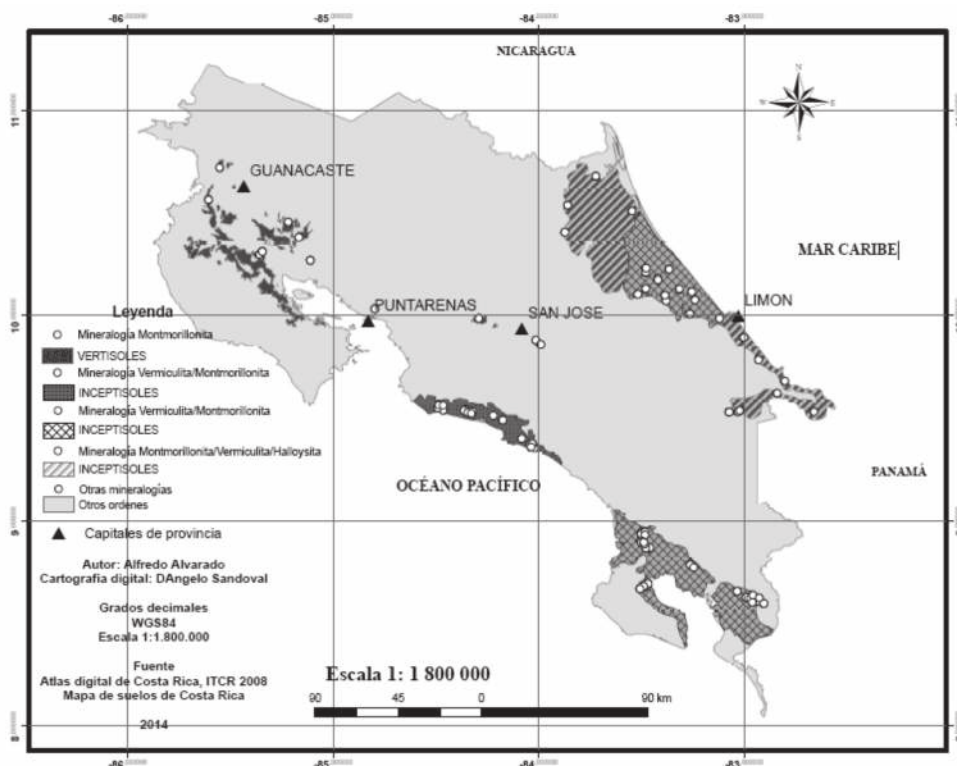 -86
-85
-84
-83
NICARAGUA
GUANACASTE
MAR CARIBE
Leyenda
Mineralogía Montmorillonita
VERTISOLES
Mineralogía Vermiculita/Montmorillonita
INCEPTISOLES
Mineralogía Vermiculita/Montmorillonita
INCEPTISOLES
Mineralogía Montmorillonita/Vermiculita/Halloysita
INCEPTISOLES
Otras mineralogías
Otros ordenes
Capitales de provincia
PUNTARENAS
SAN JOSE
LIMON
OCÉANO PACÍFICO
PANAMÁ
Autor: Alfredo Alvarado
Cartografía digital: DAngelo Sandoval
Grados decimales
WGS84
Escala 1:1.800.000
Fuente
Atlas digital de Costa Rica, ITCR 2008
Mapa de suelos de Costa Rica
2014
Escala 1: 1 800 000
90 45 0 90 km
-86
-85
-84
-83
11
10
9
8
N
W
E
S